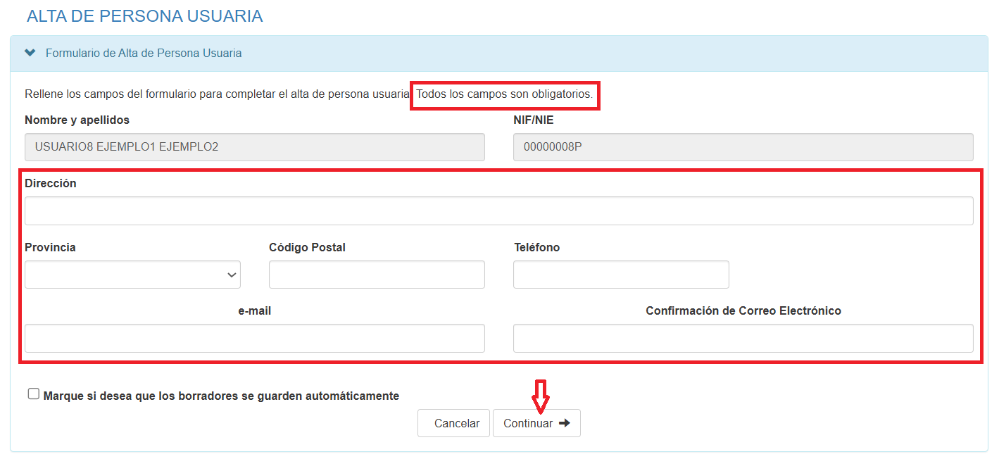 ALTA DE PERSONA USUARIA
Formulario de Alta de Persona Usuaria
Rellene los campos del formulario para completar el alta de persona usuaria Todos los campos son obligatorios.
Nombre y apellidos NIF/NIE
USUARIO8 EJEMPLO1 EJEMPLO2 00000008P
Dirección
Provincia Código Postal Teléfono
e-mail Confirmación de Correo Electrónico
Marque si desea que los borradores se guarden automáticamente
Cancelar Continuar